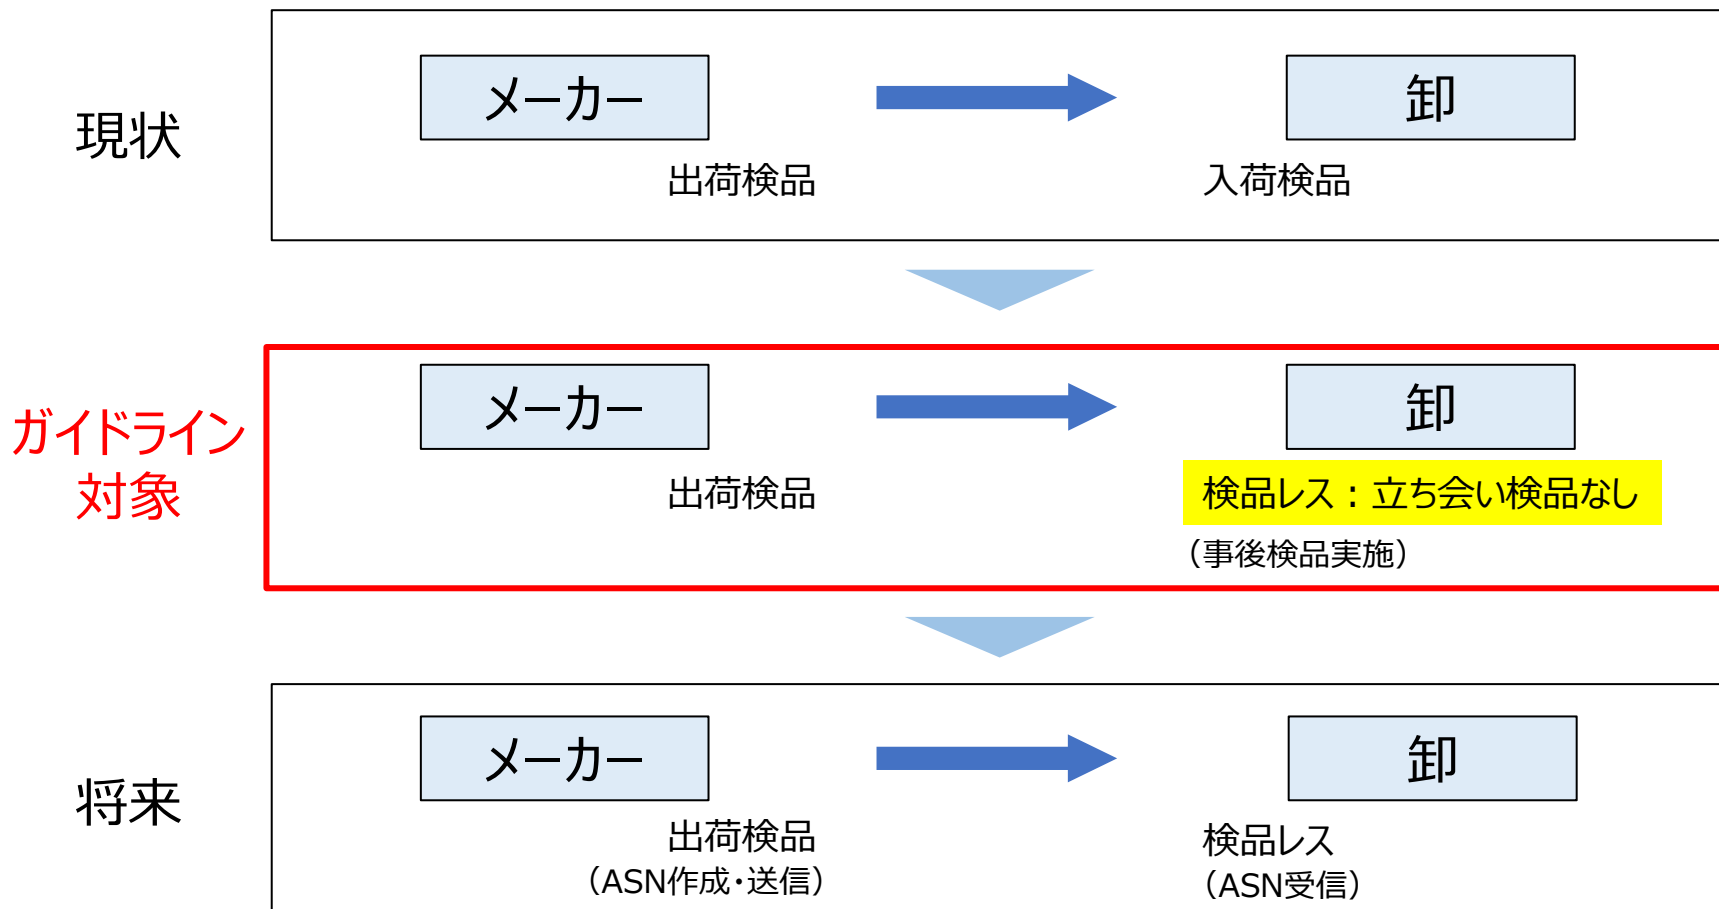 現状
メーカー
卸
出荷検品
入荷検品
ガイドライン
対象
メーカー
卸
出荷検品
検品レス：立ち会い検品なし
（事後検品実施）
将来
メーカー
卸
出荷検品
（ASN作成・送信）
検品レス
（ASN受信）